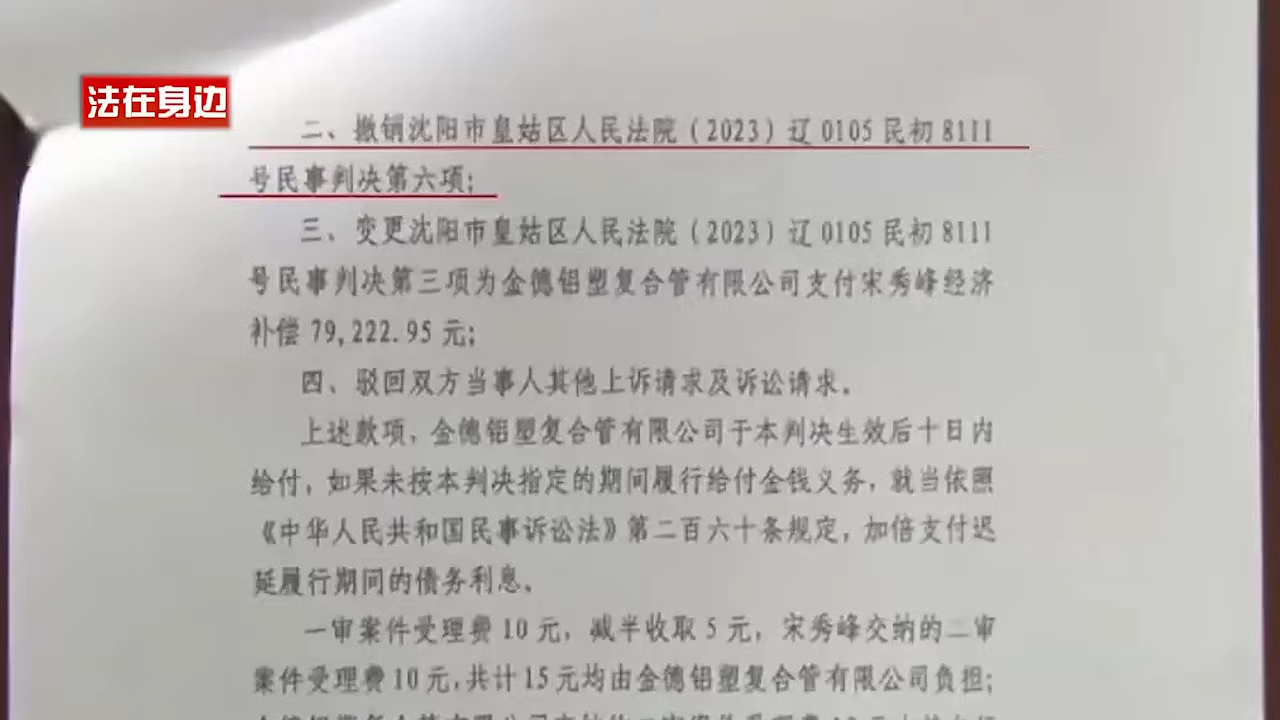 法在身边
二、撤销沈阳市皇姑区人民法院（2023）辽0105民初8111
号民事判决第六项；
三、变更沈阳市皇姑区人民法院（2023）辽0105民初8111
号民事判决第三项为金德铝塑复合管有限公司支付宋秀峰经济
补偿79,222.95元；
四、驳回双方当事人其他上诉请求及诉讼请求。
上述款项，金德铝塑复合管有限公司于本判决生效后十日内
给付，如果未按本判决指定的期间履行给付金钱义务，就当依照
《中华人民共和国民事诉讼法》第二百六十条规定，加倍支付迟
延履行期间的债务利息。
一审案件受理费10元，减半收取5元，宋秀峰交纳的二审
案件受理费10元，共计15元均由金德铝塑复合管有限公司负担；